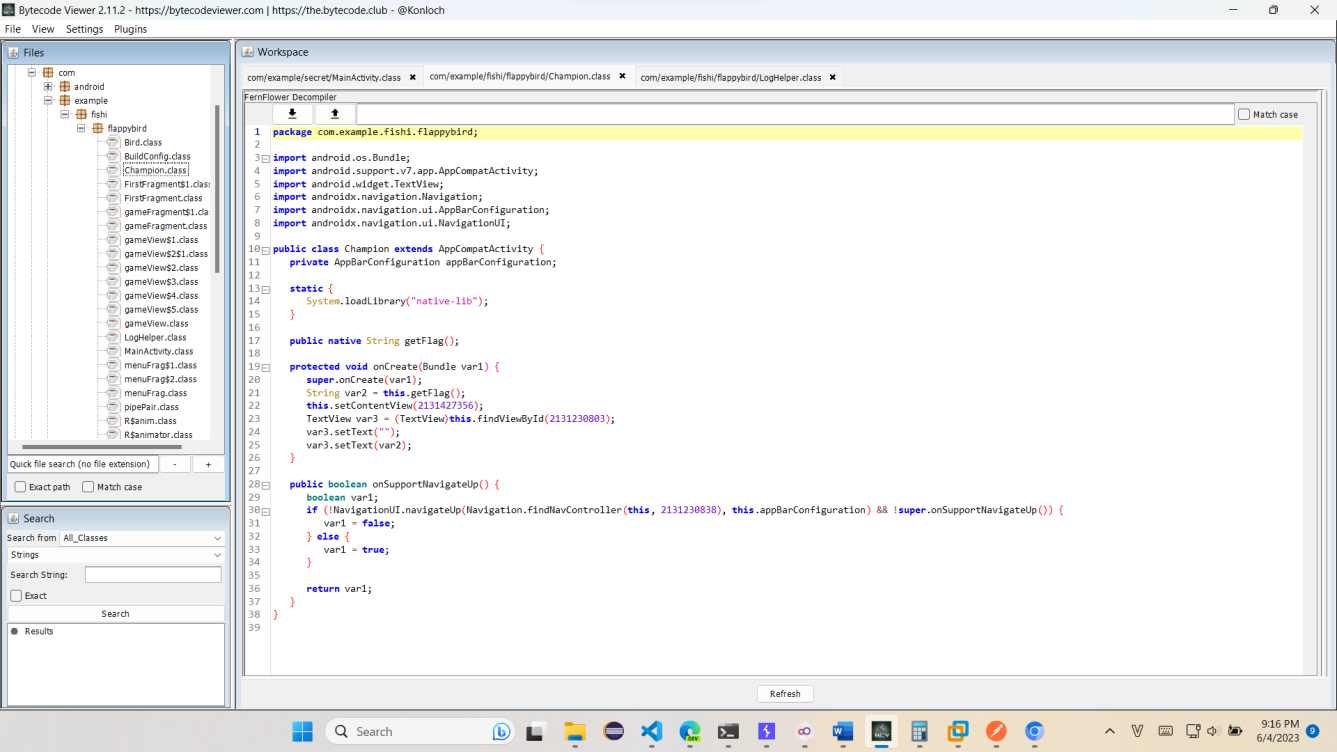 Bytecode Viewer 2.11.2 - https://bytecodeviewer.com | https://the.bytecode.club - @Konloch
File View Settings Plugins
Files
com
android
example
fishi
flappybird
Bird.class
BuildConfig.class
Champion.class
FirstFragment$1.class
FirstFragment.class
gameFragment$1.cla
gameFragment.class
gameView$1.class
gameView$2$1.class
gameView$2.class
gameView$3.class
gameView$4.class
gameView$5.class
gameView.class
LogHelper.class
MainActivity.class
menuFrag$1.class
menuFrag$2.class
menuFrag.class
pipePair.class
R$anim.class
R$animator.class
Quick file search (no file extension) - +
Exact path Match case
Search
Search from All_Classes
Strings
Search String:
Exact
Search
Results
Workspace
com/example/secret/MainActivity.class com/example/fishi/flappybird/Champion.class com/example/fishi/flappybird/LogHelper.class
FernFlower Decompiler
Match case
1 package com.example.fishi.flappybird;
2
3 import android.os.Bundle;
4 import android.support.v7.app.AppCompatActivity;
5 import android.widget.TextView;
6 import androidx.navigation.Navigation;
7 import androidx.navigation.ui.AppBarConfiguration;
8 import androidx.navigation.ui.NavigationUI;
9
10 public class Champion extends AppCompatActivity {
11 private AppBarConfiguration appBarConfiguration;
12
13 static {
14 System.loadLibrary("native-lib");
15 }
16
17 public native String getFlag();
18
19 protected void onCreate(Bundle var1) {
20 super.onCreate(var1);
21 String var2 = this.getFlag();
22 this.setContentView(2131427356);
23 TextView var3 = (TextView)this.findViewById(2131230803);
24 var3.setText("");
25 var3.setText(var2);
26 }
27
28 public boolean onSupportNavigateUp() {
29 boolean var1;
30 if (!NavigationUI.navigateUp(Navigation.findNavController(this, 2131230838), this.appBarConfiguration) && !super.onSupportNavigateUp()) {
31 var1 = false;
32 } else {
33 var1 = true;
34 }
35
36 return var1;
37 }
38 }
39
Refresh
Search
9:16 PM
6/4/2023
9